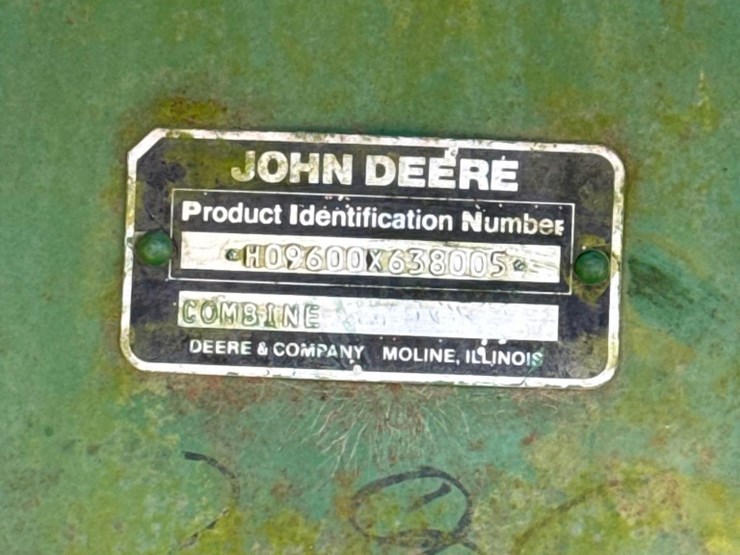 JOHN DEERE
Product Identification Number
*H09600X638005*
COMBINE
DEERE & COMPANY MOLINE, ILLINOIS